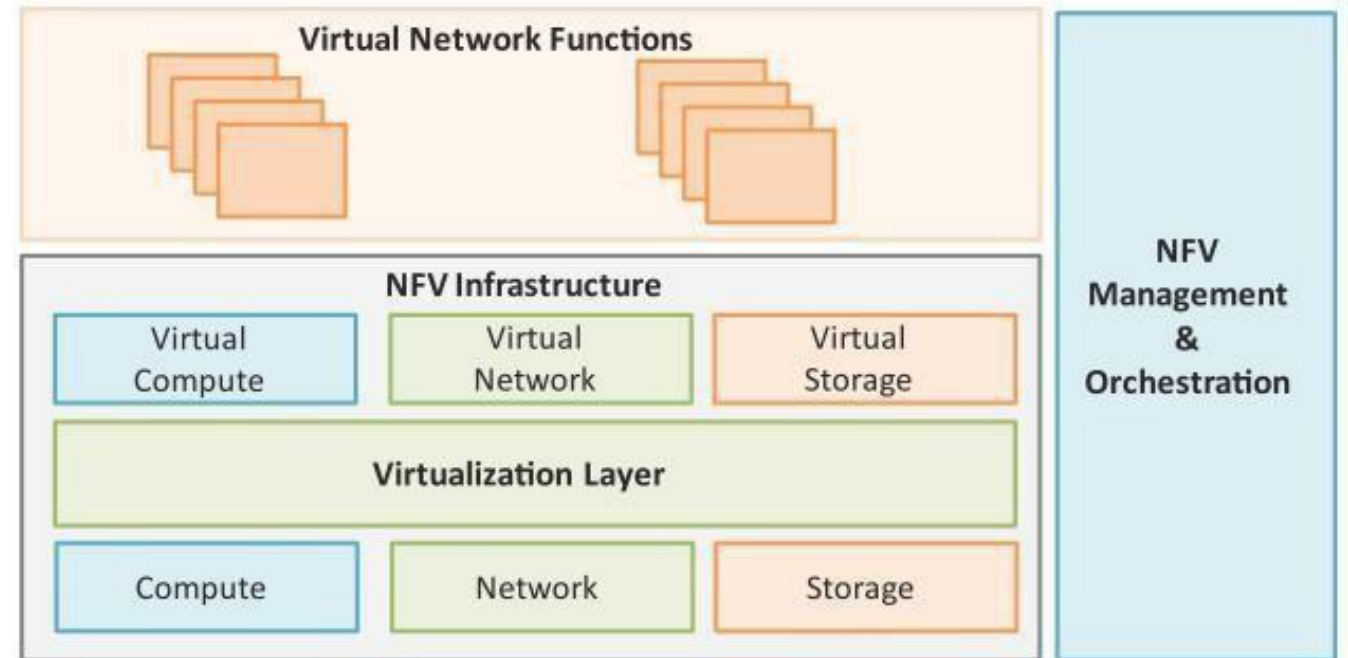 Virtual Network Functions
NFV Infrastructure
Virtual
Compute
Virtual
Network
Virtual
Storage
Virtualization Layer
Compute
Network
Storage
NFV
Management
&
Orchestration